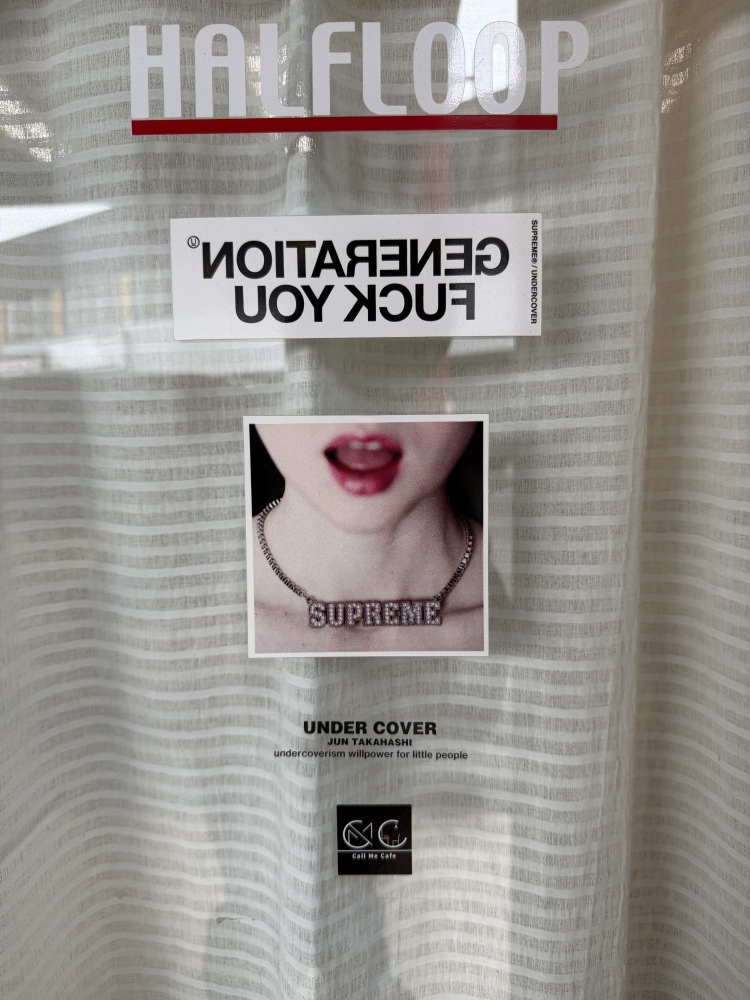 HALFLOOP
GENERATION Ⓤ
FUCK YOU
SUPREME® / UNDERCOVER
SUPREME
UNDER COVER
JUN TAKAHASHI
undercoverism willpower for little people
CMC
Call Me Cafe